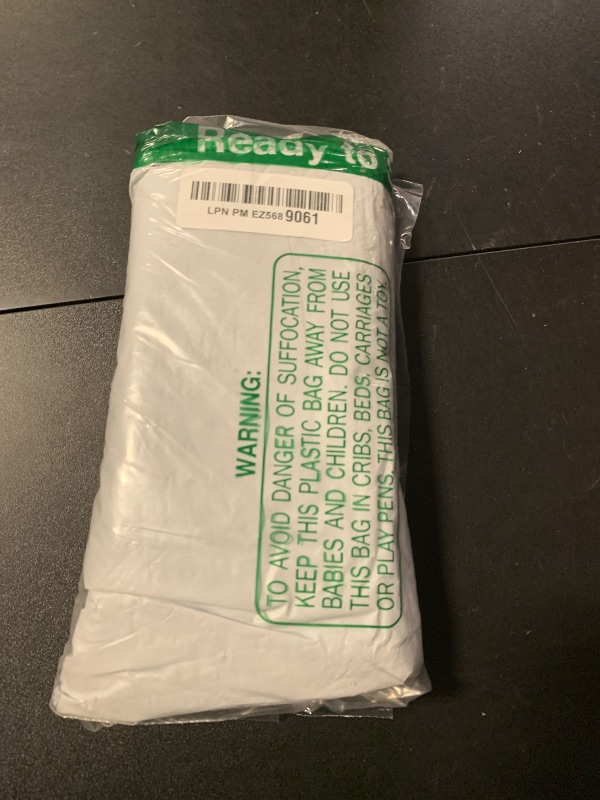 Ready to
LPN PM EZ568 9061
WARNING:
TO AVOID DANGER OF SUFFOCATION,
KEEP THIS PLASTIC BAG AWAY FROM
BABIES AND CHILDREN. DO NOT USE
THIS BAG IN CRIBS, BEDS, CARRIAGES
OR PLAY PENS. THIS BAG IS NOT A TOY.